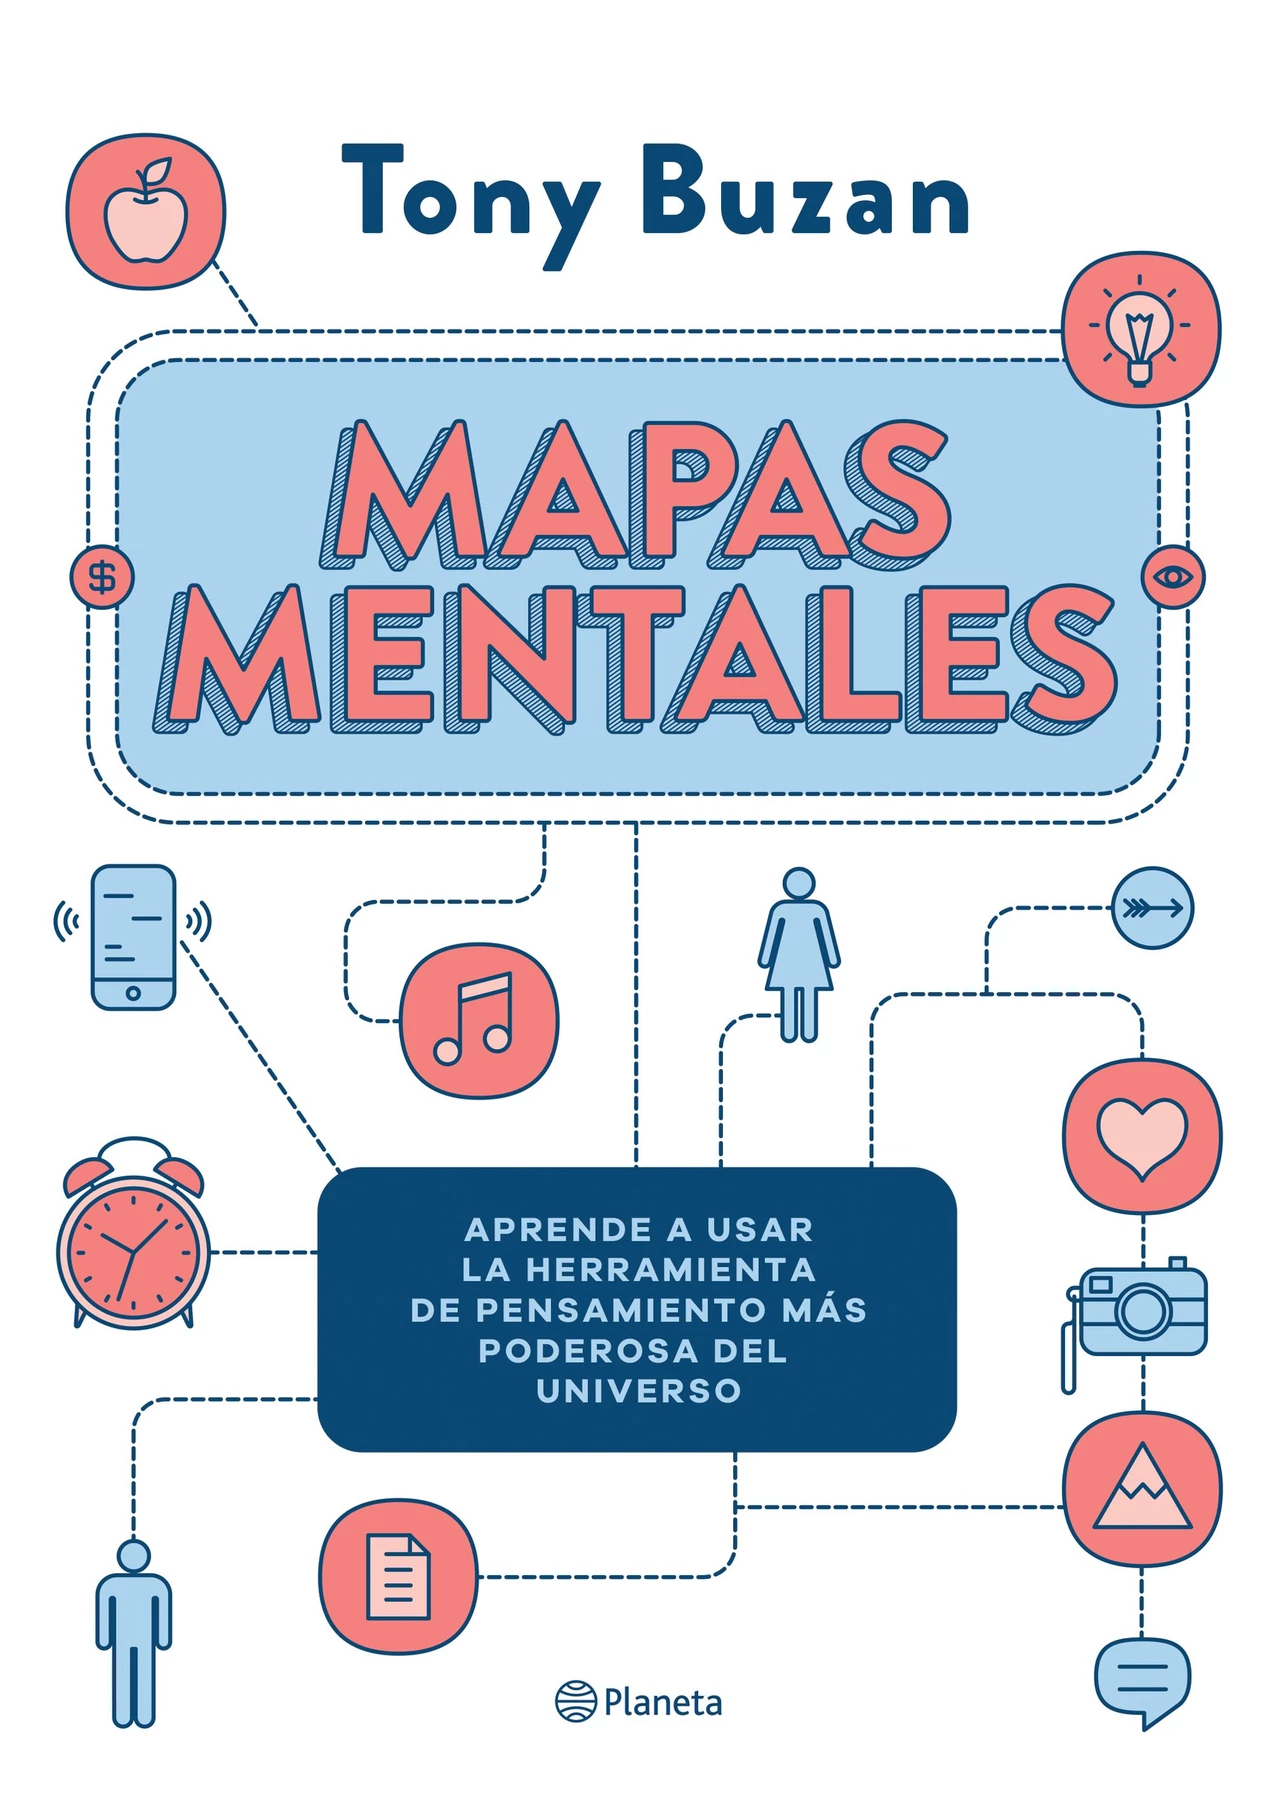 Tony Buzan
MAPAS
MENTALES
$
APRENDE A USAR
LA HERRAMIENTA
DE PENSAMIENTO MÁS
PODEROSA DEL
UNIVERSO
Planeta